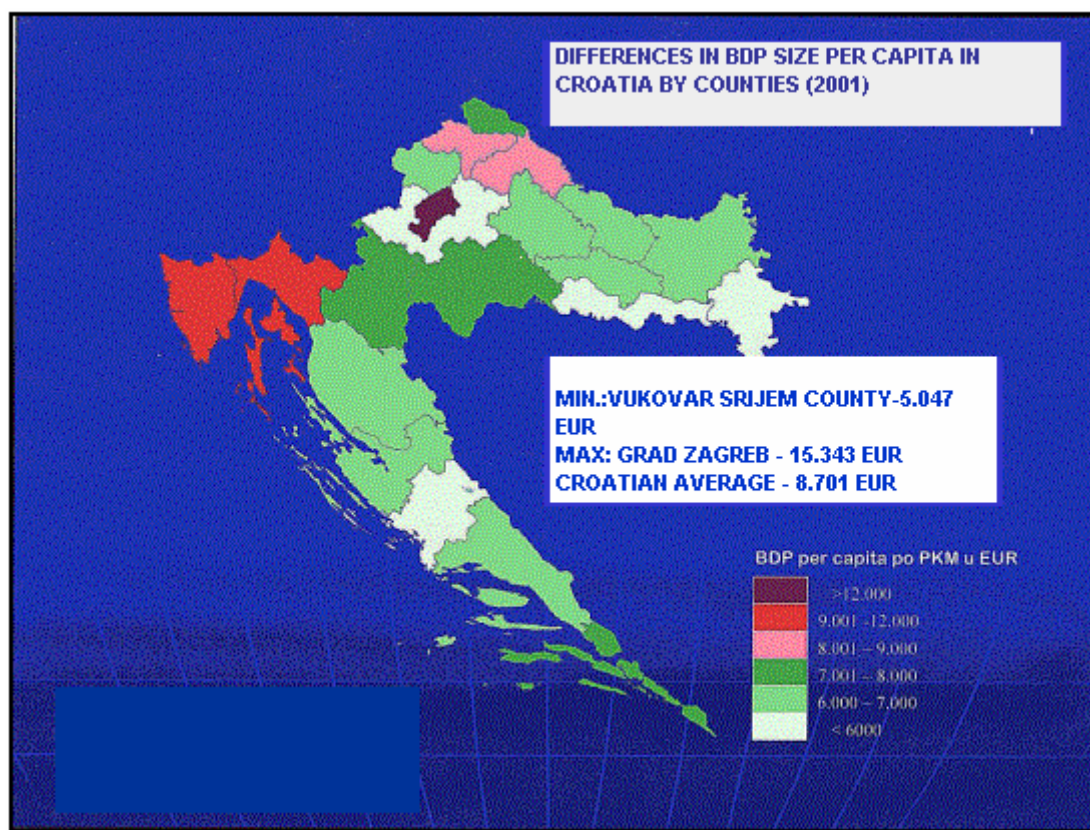 DIFFERENCES IN BDP SIZE PER CAPITA IN
CROATIA BY COUNTIES (2001)
MIN.:VUKOVAR SRIJEM COUNTY-5.047
EUR
MAX: GRAD ZAGREB - 15.343 EUR
CROATIAN AVERAGE - 8.701 EUR
BDP per capita po PKM u EUR
>12.000
9.001 -12.000
8.001 – 9.000
7.001 – 8.000
6.000 – 7.000
< 6000